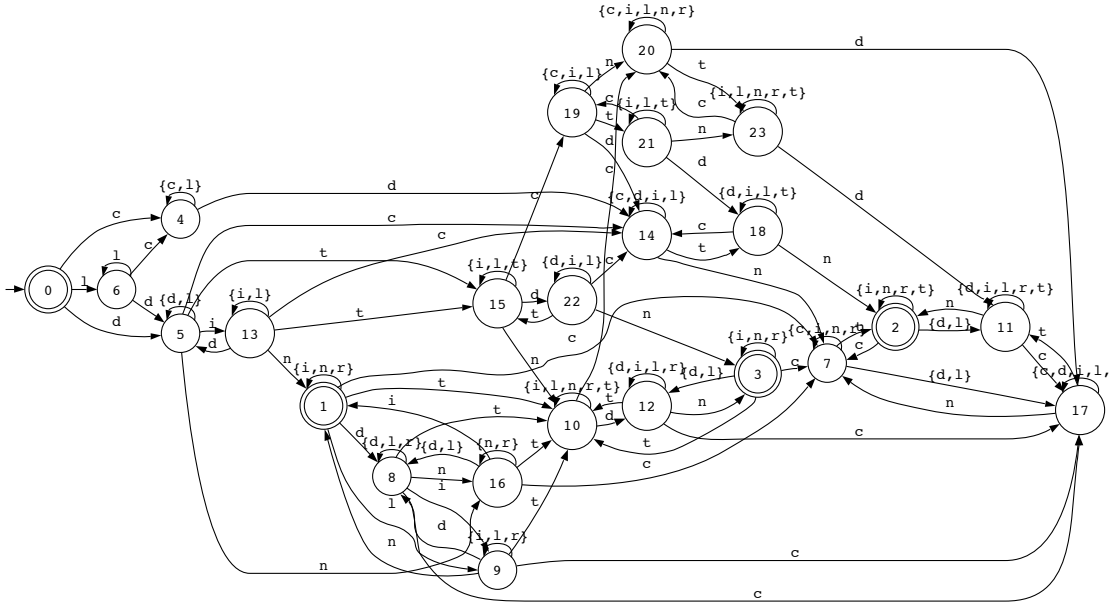 {c,i,l,n,r}
20
d
n
t
{c,i,l}
19
c
{i,l,t}
t
21
n
c
{i,l,n,r,t}
23
d
c
d
d
{c,l}
4
c
d
c
{c,d,i,l}
14
c
t
{d,i,l,t}
18
n
0
l
6
l
c
d
d
{d,l}
5
i
d
{i,l}
13
n
t
c
c
t
{i,l,t}
15
d
t
n
{d,i,l}
22
c
n
n
7
c
{i,n,r,t}
2
{d,l}
n
{d,i,l,r,t}
11
c
t
{c,d,i,l,
17
{d,l}
n
{i,n,r}
3
c
{d,l}
n
t
{d,i,l,r}
12
t
d
c
{i,l,n,r,t}
10
c
{i,n,r}
1
c
t
i
d
l
n
{d,l,r}
8
t
{d,l}
n
i
d
{n,r}
16
t
c
{i,l,r}
9
t
c
c
n